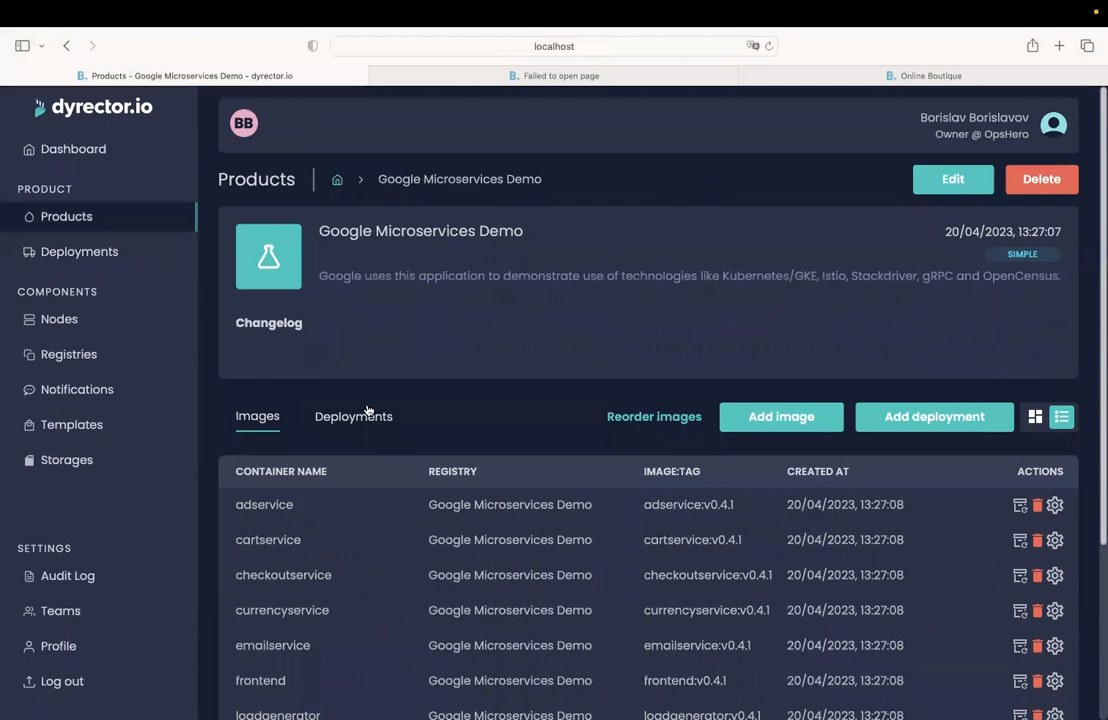 localhost
Products - Google Microservices Demo - dyrector.io
Failed to open page
Online Boutique
dyrector.io
Dashboard
PRODUCT
Products
Deployments
COMPONENTS
Nodes
Registries
Notifications
Templates
Storages
SETTINGS
Audit Log
Teams
Profile
Log out
BB
Borislav Borislavov
Owner @ OpsHero
Products
Google Microservices Demo
Edit
Delete
Google Microservices Demo
20/04/2023, 13:27:07
SIMPLE
Google uses this application to demonstrate use of technologies like Kubernetes/GKE, Istio, Stackdriver, gRPC and OpenCensus.
Changelog
Images
Deployments
Reorder images
Add image
Add deployment
CONTAINER NAME REGISTRY IMAGE:TAG CREATED AT ACTIONS
adservice Google Microservices Demo adservice:v0.4.1 20/04/2023, 13:27:08
cartservice Google Microservices Demo cartservice:v0.4.1 20/04/2023, 13:27:08
checkoutservice Google Microservices Demo checkoutservice:v0.4.1 20/04/2023, 13:27:08
currencyservice Google Microservices Demo currencyservice:v0.4.1 20/04/2023, 13:27:08
emailservice Google Microservices Demo emailservice:v0.4.1 20/04/2023, 13:27:08
frontend Google Microservices Demo frontend:v0.4.1 20/04/2023, 13:27:08
loadgenerator Google Microservices Demo loadgenerator:v0.4.1 20/04/2023, 13:27:08